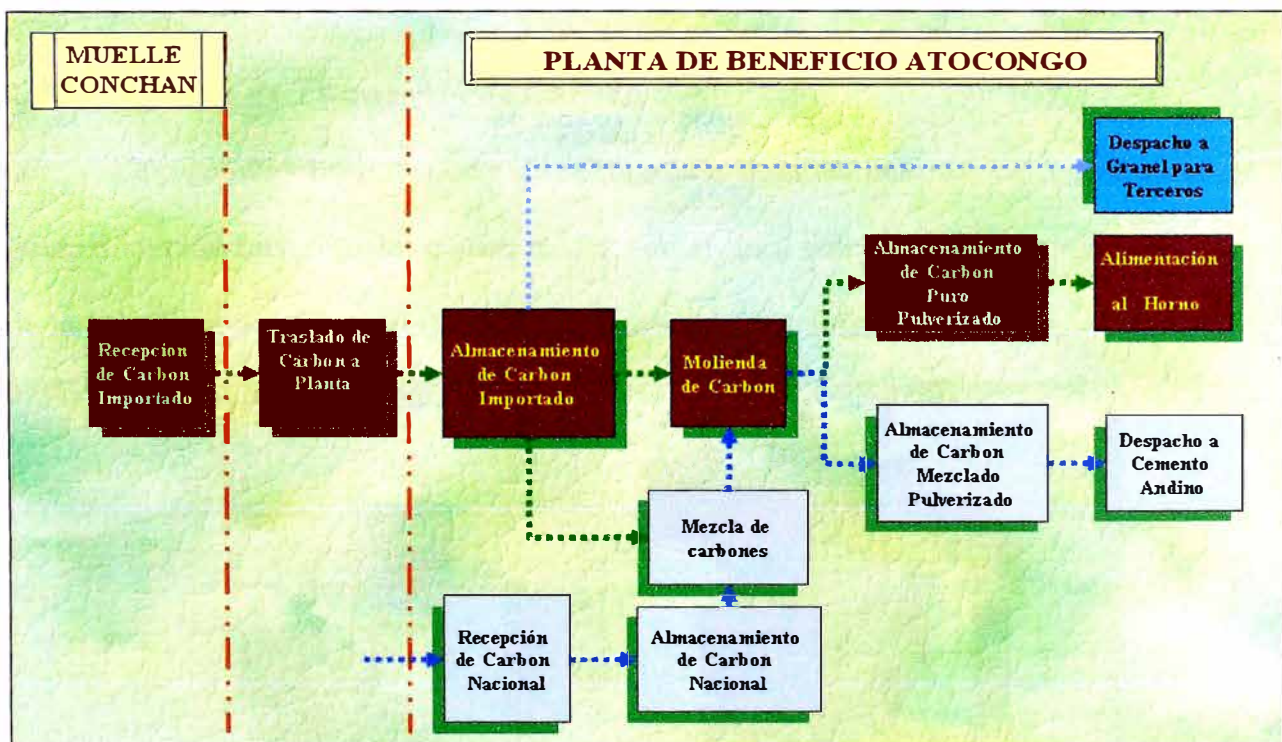 MUELLE
CONCHAN
PLANTA DE BENEFICIO ATOCONGO
Despacho a
Granel para
Terceros
Almacenamiento
de Carbon
Puro
Pulverizado
Alimentación
al Horno
Recepcion
de Carbon
Importado
Traslado de
Carbon a
Planta
Almacenamiento
de Carbon
Importado
Molienda
de Carbon
Almacenamiento
de Carbon
Mezclado
Pulverizado
Despacho a
Cemento
Andino
Mezcla de
carbones
Recepción
de Carbon
Nacional
Almacenamiento
de Carbon
Nacional